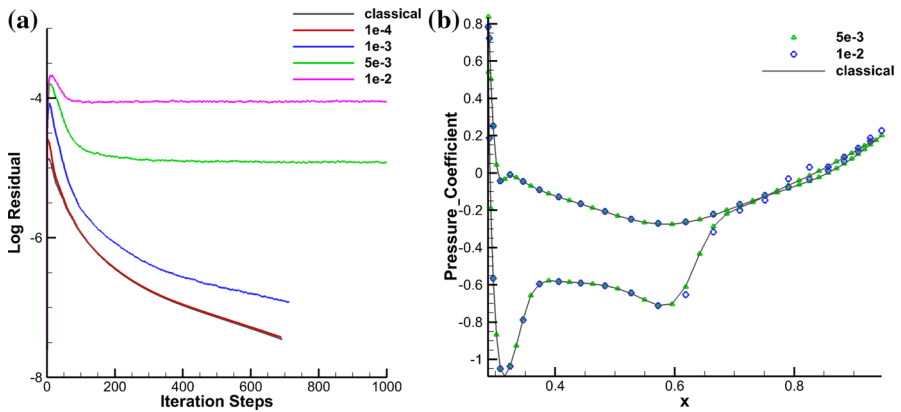 (a)
classical
1e-4
1e-3
5e-3
1e-2
Log Residual
-4
-6
-8
0
200
400
600
800
1000
Iteration Steps
(b)
5e-3
1e-2
classical
Pressure_Coefficient
0.8
0.6
0.4
0.2
0
-0.2
-0.4
-0.6
-0.8
-1
0.4
0.6
0.8
x